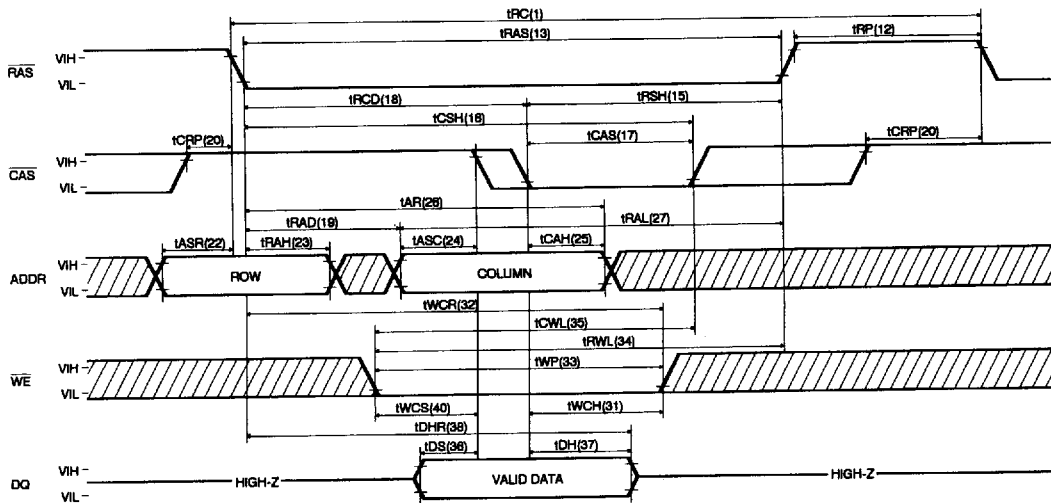 tRC(1)
tRAS(13)
tRP(12)
RAS
VIH
VIL
tRCD(18)
tRSH(15)
tCSH(16)
tCRP(20)
tCAS(17)
tCRP(20)
CAS
VIH
VIL
tAR(26)
tRAD(19)
tRAL(27)
tASR(22)
tRAH(23)
tASC(24)
tCAH(25)
ADDR
VIH
VIL
ROW
COLUMN
tWCR(32)
tCWL(35)
tRWL(34)
tWP(33)
WE
VIH
VIL
tWCS(40)
tWCH(31)
tDHR(38)
tDS(36)
tDH(37)
DQ
VIH
VIL
HIGH-Z
VALID DATA
HIGH-Z